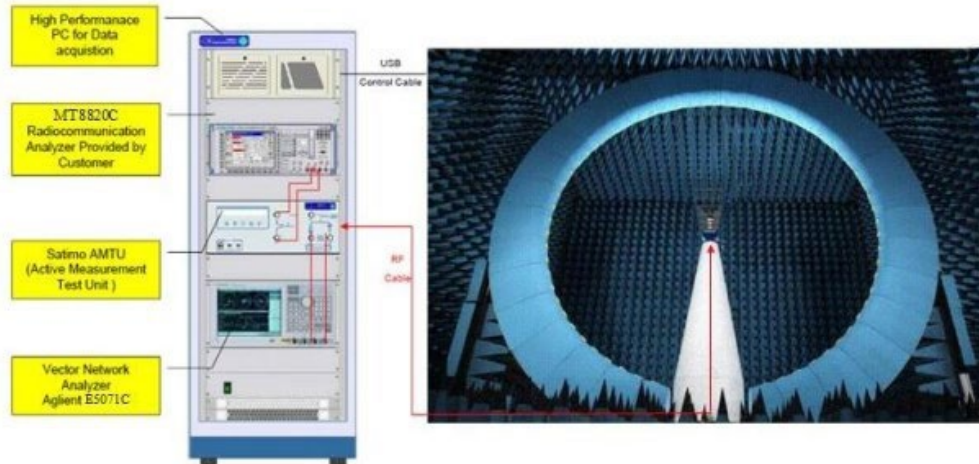 High Performanace
PC for Data
acquistion
USB
Control Cable
MT8820C
Radiocommunication
Analyzer Provided by
Customer
Satimo AMTU
(Active Measurement
Test Unit )
RF
Cable
Vector Network
Analyzer
Aglient E5071C